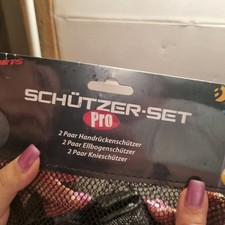 SCHÜTZER-SET
Pro
2 Paar Handrückenschützer
2 Paar Ellbogenschützer
2 Paar Knieschützer